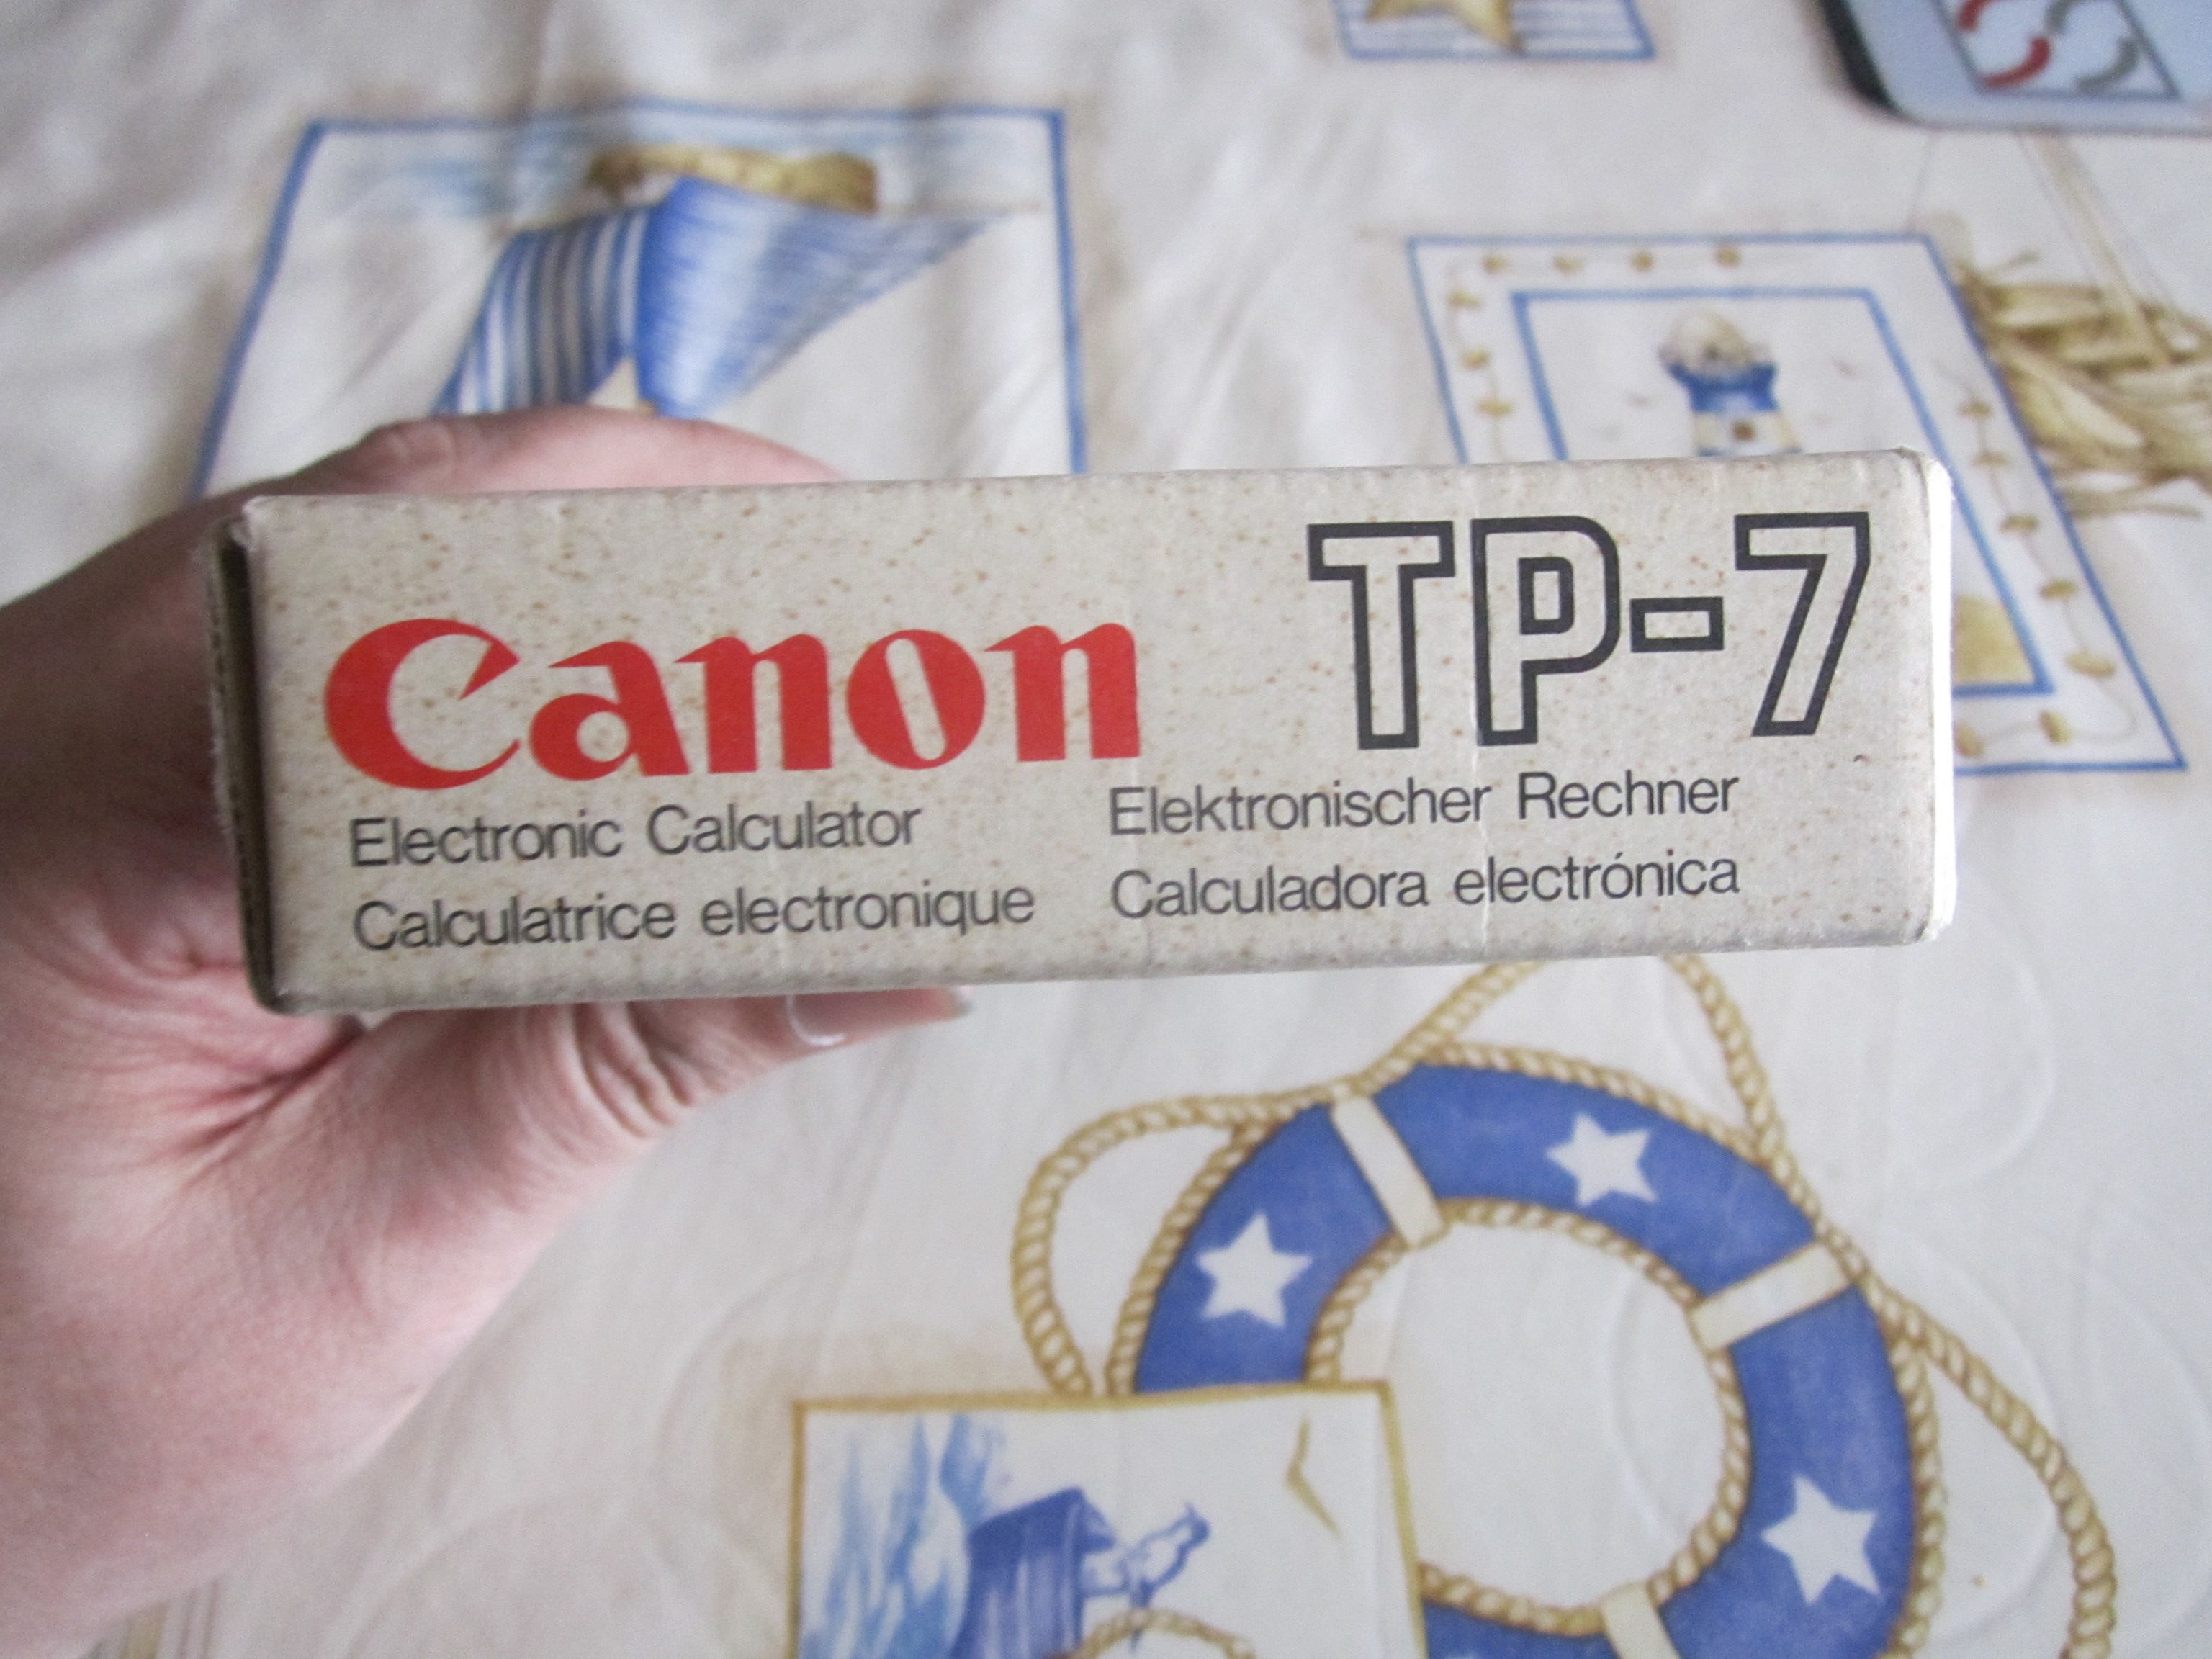 Canon TP-7
Electronic Calculator Elektronischer Rechner
Calculatrice electronique Calculadora electrónica